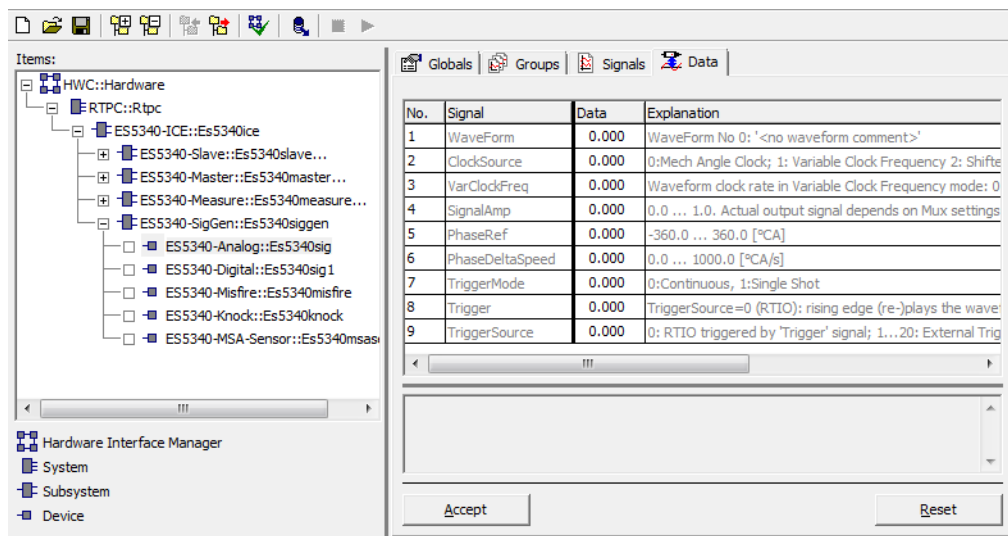 Items:
HWC::Hardware
RTPC::Rtpc
ES5340-ICE::Es5340ice
ES5340-Slave::Es5340slave...
ES5340-Master::Es5340master...
ES5340-Measure::Es5340measure...
ES5340-SigGen::Es5340siggen
ES5340-Analog::Es5340sig
ES5340-Digital::Es5340sig1
ES5340-Misfire::Es5340misfire
ES5340-Knock::Es5340knock
ES5340-MSA-Sensor::Es5340msase
Hardware Interface Manager
System
Subsystem
Device
Globals Groups Signals Data
No. Signal Data Explanation
1 WaveForm 0.000 WaveForm No 0: '<no waveform comment>'
2 ClockSource 0.000 0:Mech Angle Clock; 1: Variable Clock Frequency 2: Shifte
3 VarClockFreq 0.000 Waveform clock rate in Variable Clock Frequency mode: 0
4 SignalAmp 0.000 0.0 ... 1.0. Actual output signal depends on Mux settings
5 PhaseRef 0.000 -360.0 ... 360.0 [°CA]
6 PhaseDeltaSpeed 0.000 0.0 ... 1000.0 [°CA/s]
7 TriggerMode 0.000 0:Continuous, 1:Single Shot
8 Trigger 0.000 TriggerSource=0 (RTIO): rising edge (re-)plays the wave
9 TriggerSource 0.000 0: RTIO triggered by 'Trigger' signal; 1...20: External Trig
Accept Reset